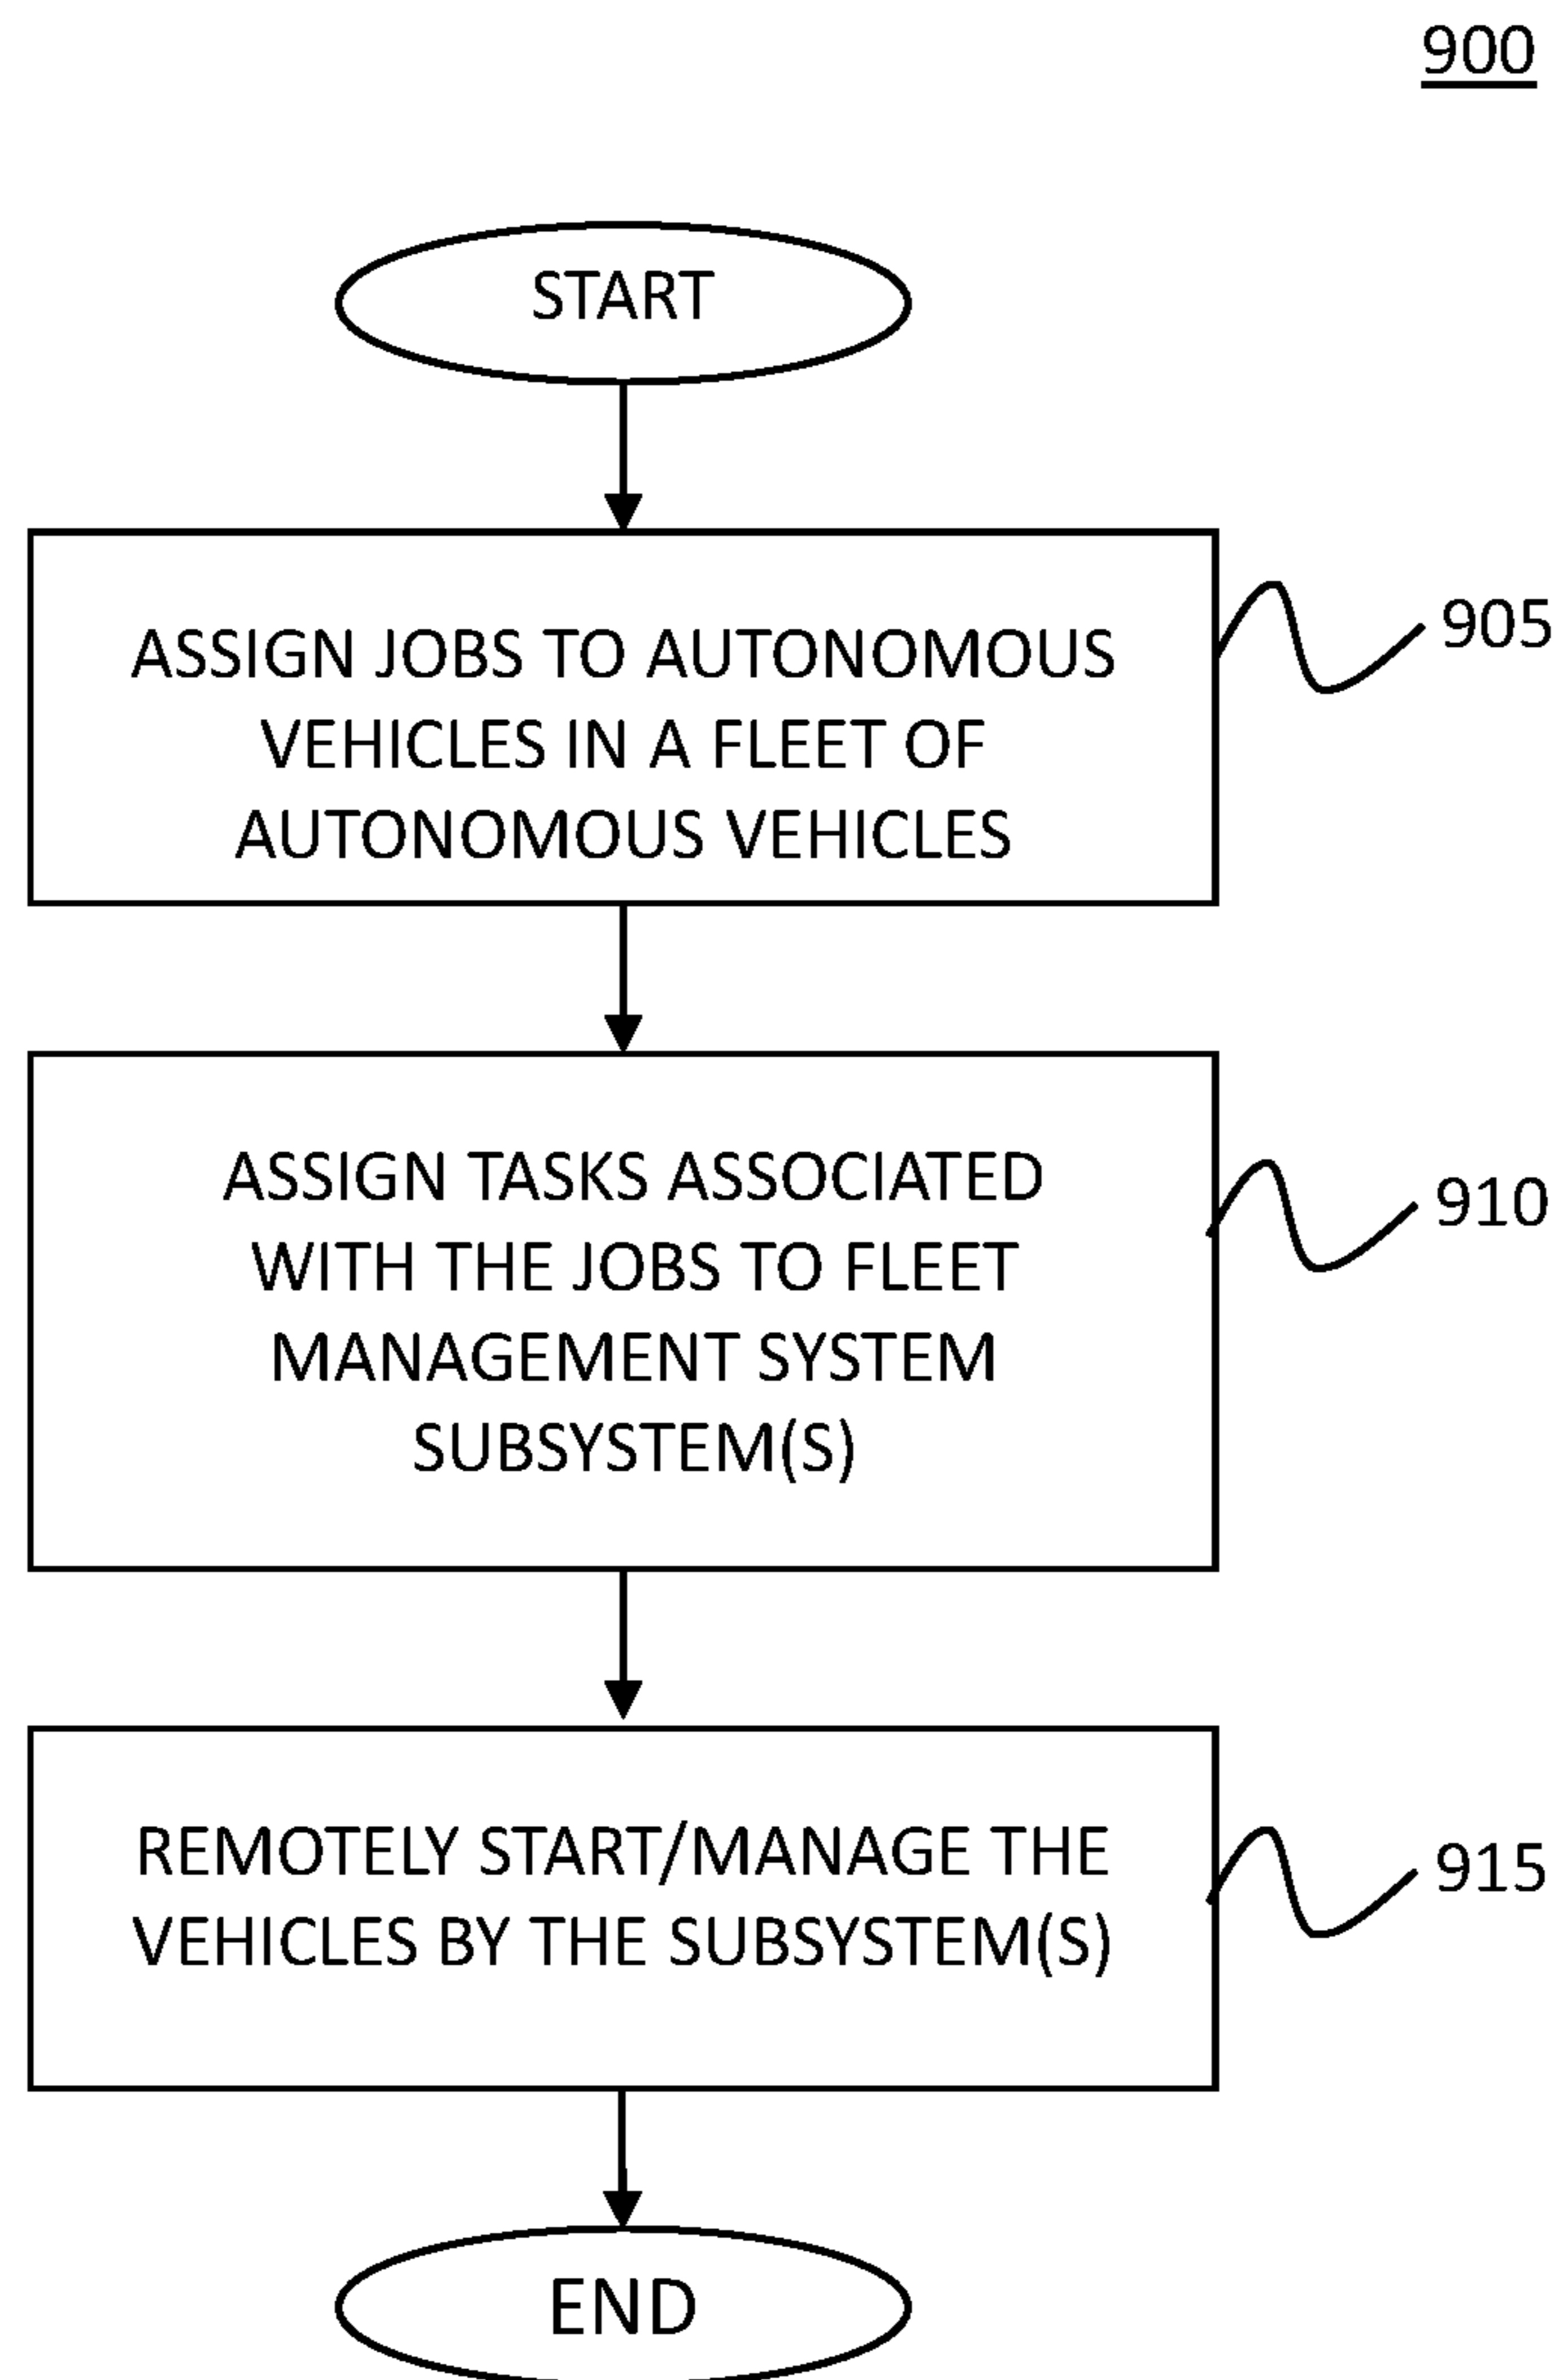 900
START
ASSIGN JOBS TO AUTONOMOUS
VEHICLES IN A FLEET OF
AUTONOMOUS VEHICLES
905
ASSIGN TASKS ASSOCIATED
WITH THE JOBS TO FLEET
MANAGEMENT SYSTEM
SUBSYSTEM(S)
910
REMOTELY START/MANAGE THE
VEHICLES BY THE SUBSYSTEM(S)
915
END